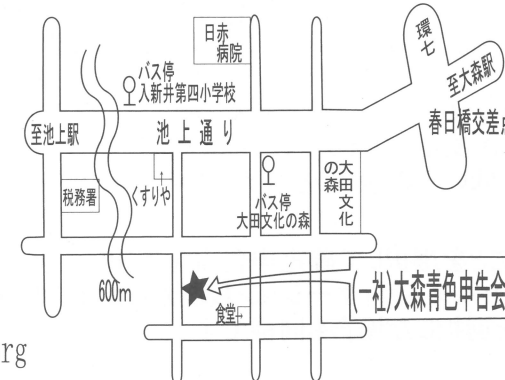 日赤
病院
環七
至大森駅
バス停
入新井第四小学校
至池上駅
池上通り
春日橋交差点
税務署
くすりや
バス停
大田文化の森
大田文化
の森
600m
(一社)大森青色申告会
食堂
rg